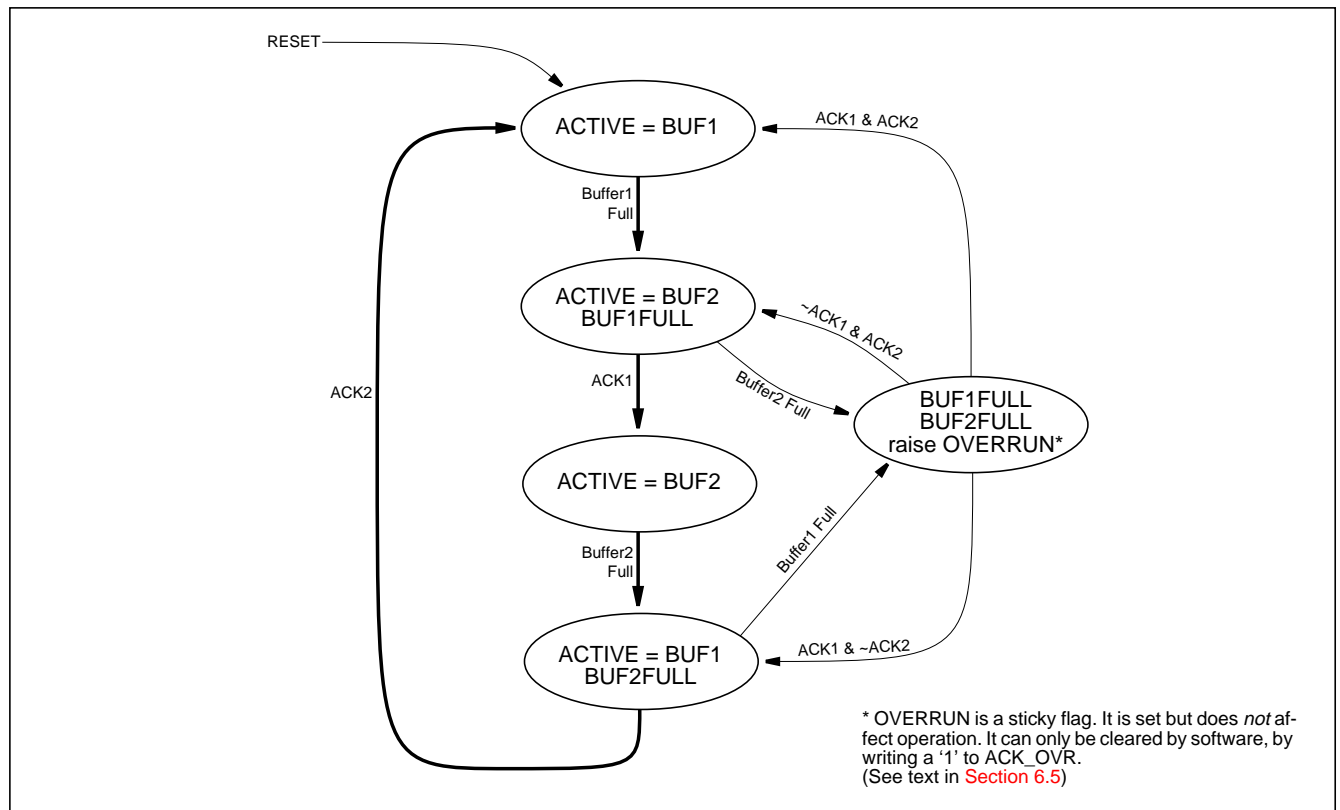 RESET
ACTIVE = BUF1
ACK1 & ACK2
Buffer1
Full
ACTIVE = BUF2
BUF1FULL
~ACK1 & ACK2
Buffer2 Full
ACK2
ACK1
BUF1FULL
BUF2FULL
raise OVERRUN*
ACTIVE = BUF2
Buffer2
Full
Buffer1 Full
ACTIVE = BUF1
BUF2FULL
ACK1 & ~ACK2
* OVERRUN is a sticky flag. It is set but does not af-
fect operation. It can only be cleared by software, by
writing a ‘1’ to ACK_OVR.
(See text in Section 6.5)